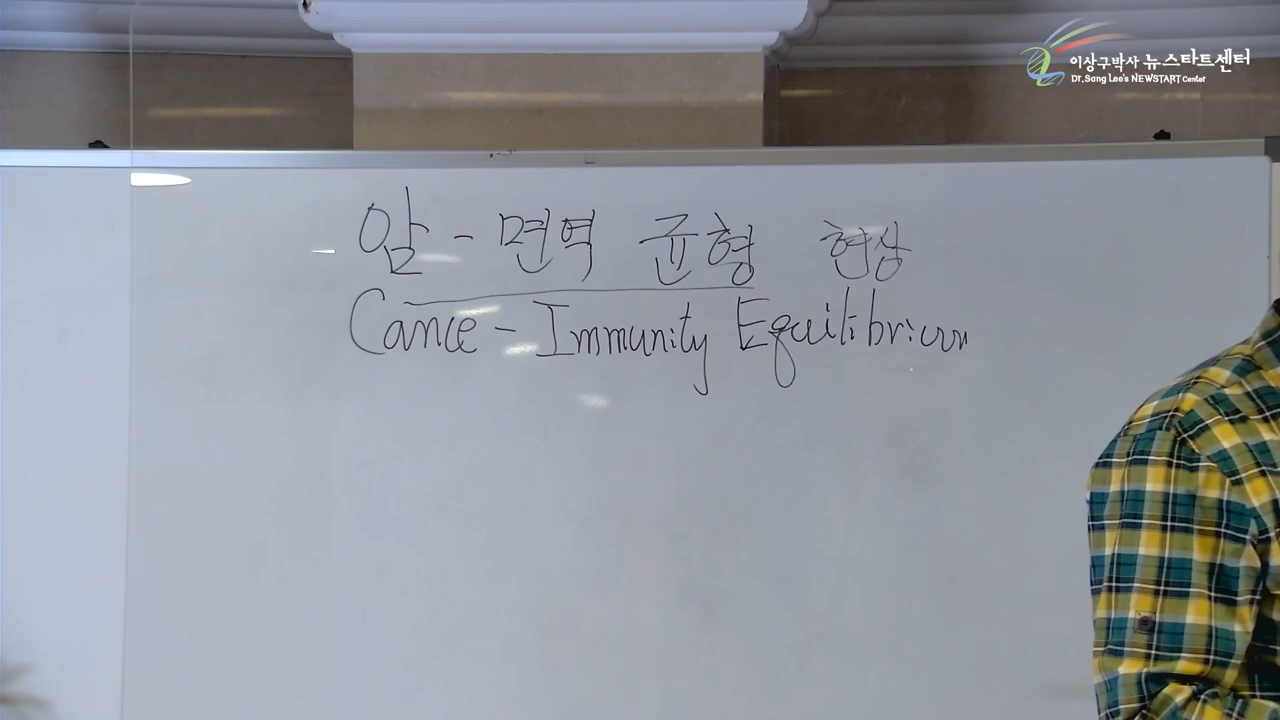 이상구박사 뉴스타트센터
Dr. Sang Lee's NEWSTART Center
암 - 면역 균형 현상
Cance - Immunity Equilibrium